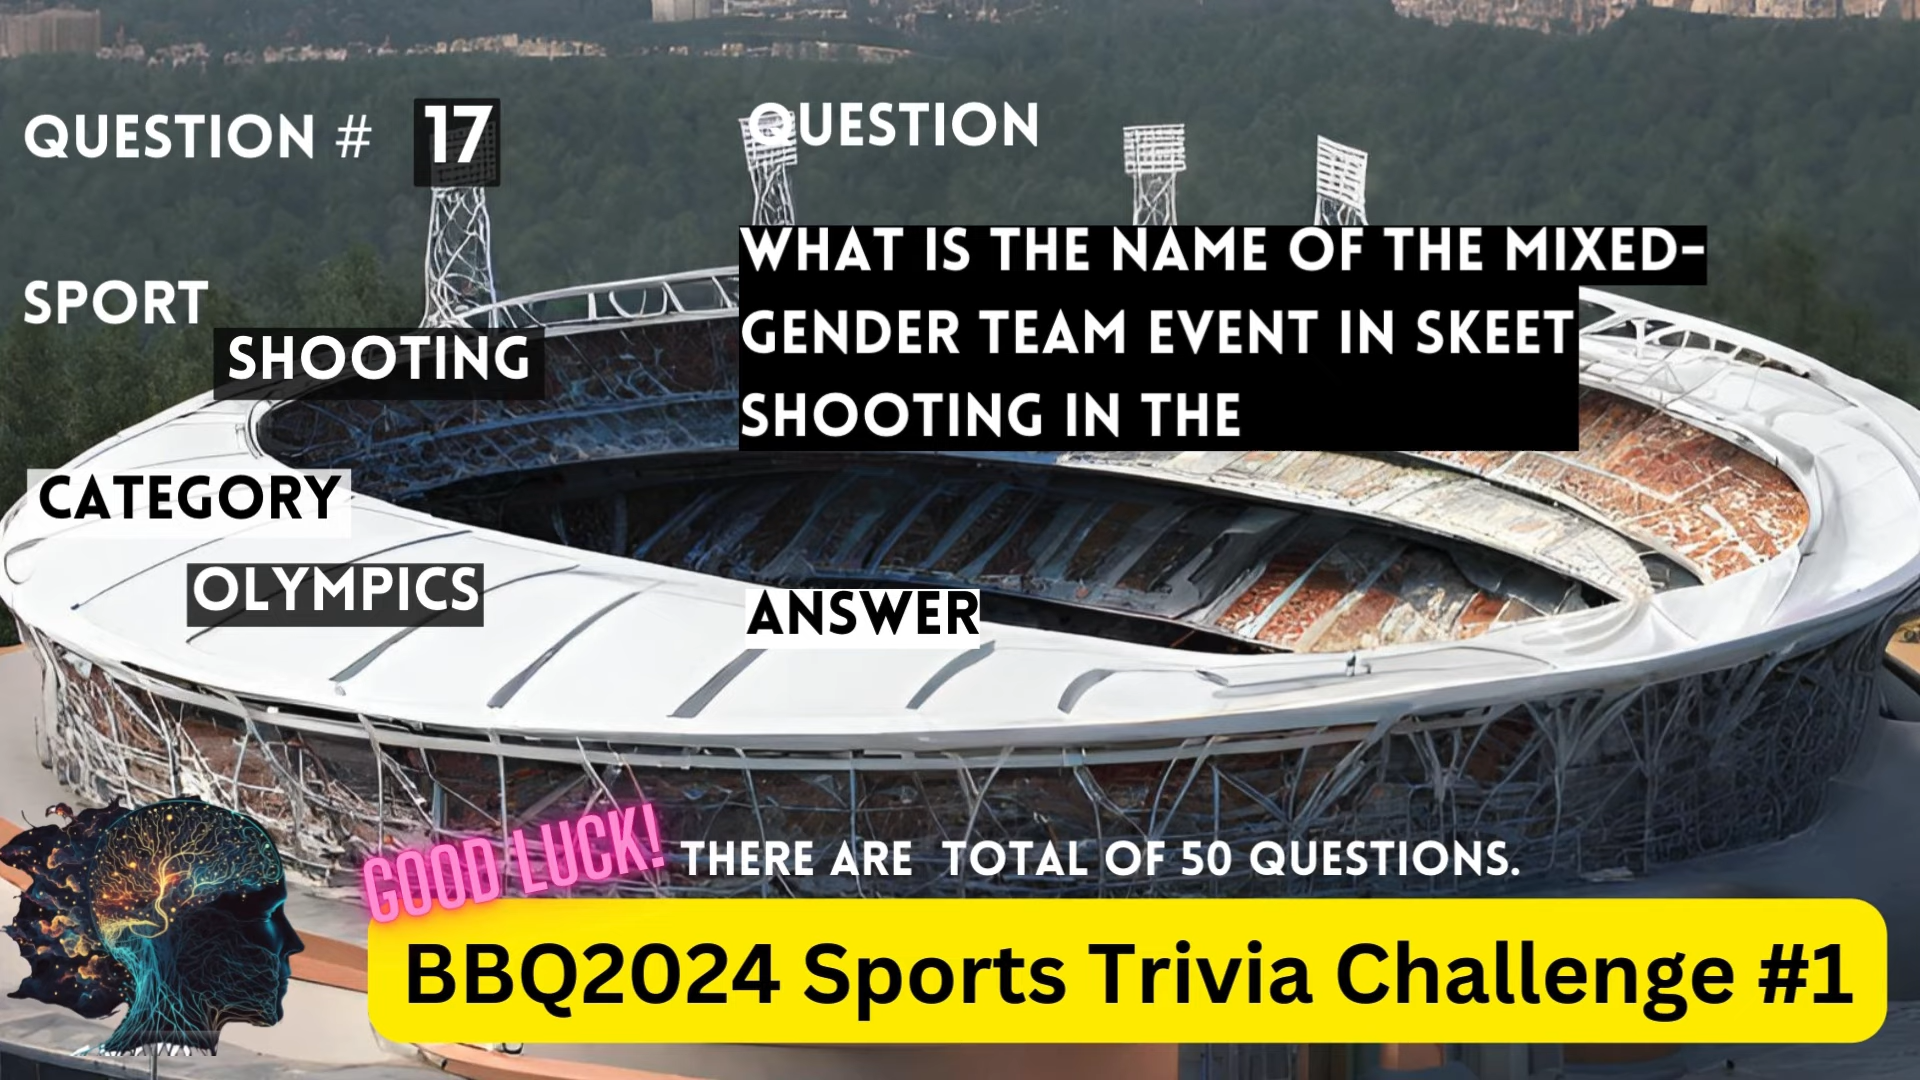 QUESTION # 17
SPORT
SHOOTING
CATEGORY
OLYMPICS
QUESTION
WHAT IS THE NAME OF THE MIXED-
GENDER TEAM EVENT IN SKEET
SHOOTING IN THE
ANSWER
GOOD LUCK!
THERE ARE TOTAL OF 50 QUESTIONS.
BBQ2024 Sports Trivia Challenge #1